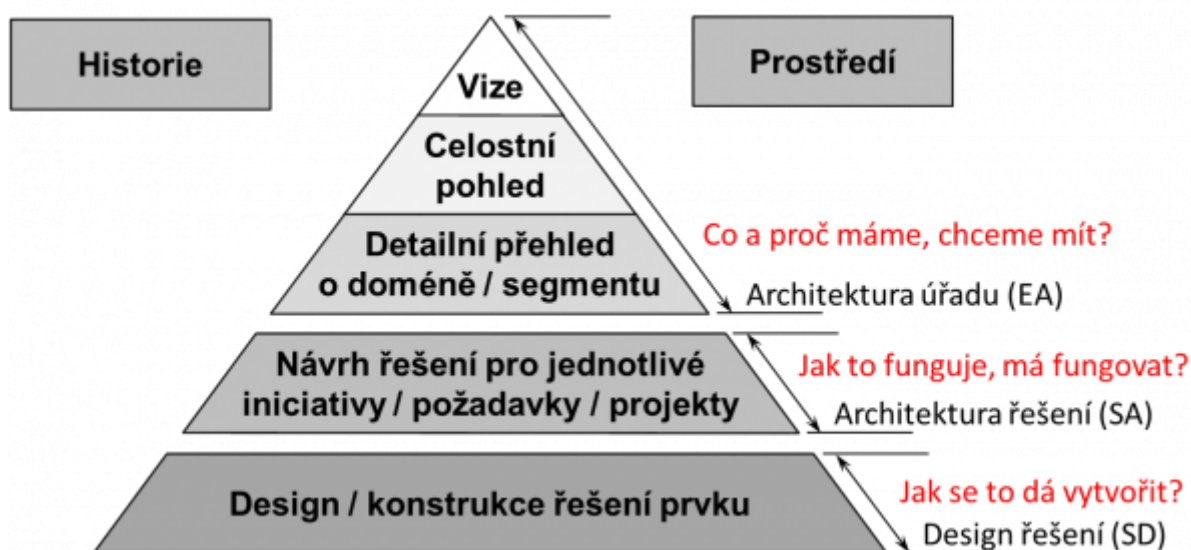 Historie
Prostředí
Vize
Celostní
pohled
Detailní přehled
o doméně / segmentu
Co a proč máme, chceme mít?
Architektura úřadu (EA)
Návrh řešení pro jednotlivé
iniciativy / požadavky / projekty
Jak to funguje, má fungovat?
Architektura řešení (SA)
Design / konstrukce řešení prvku
Jak se to dá vytvořit?
Design řešení (SD)